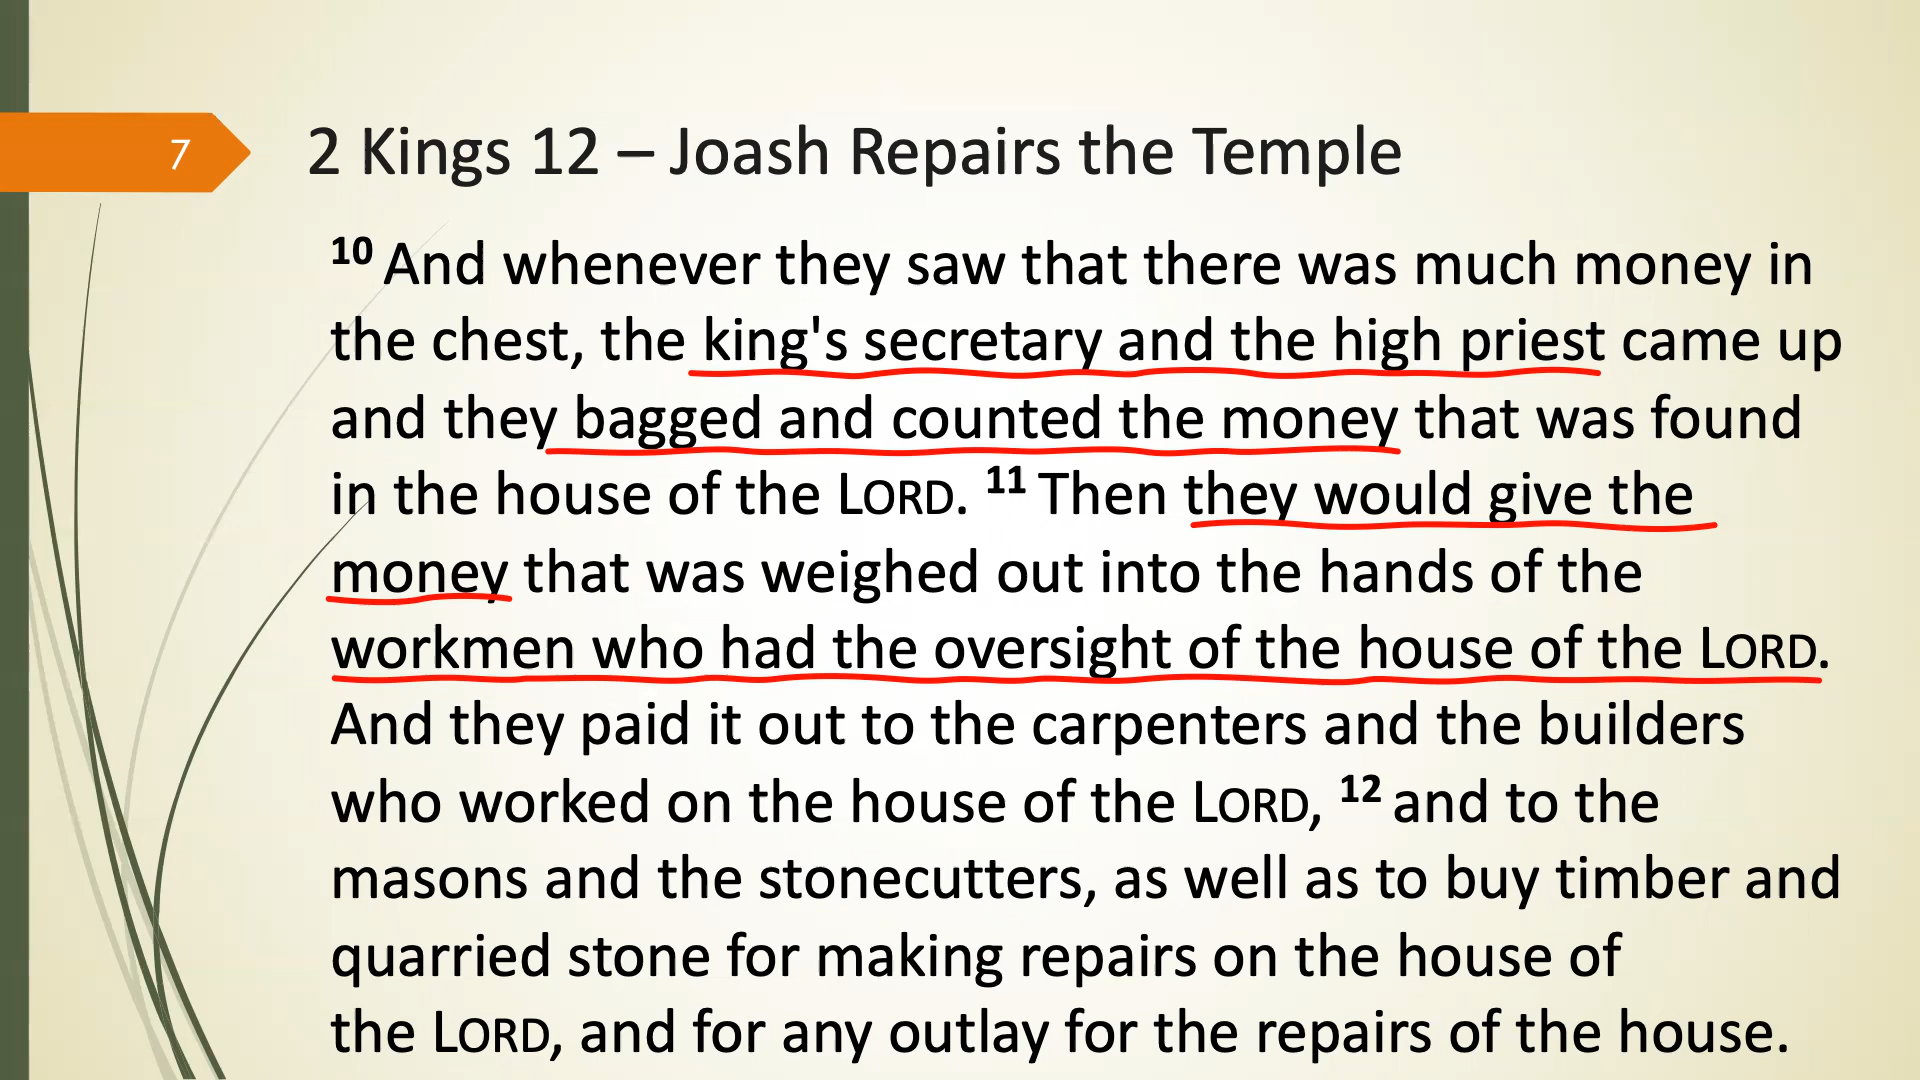 7
2 Kings 12 – Joash Repairs the Temple
10 And whenever they saw that there was much money in
the chest, the king's secretary and the high priest came up
and they bagged and counted the money that was found
in the house of the LORD. 11 Then they would give the
money that was weighed out into the hands of the
workmen who had the oversight of the house of the LORD.
And they paid it out to the carpenters and the builders
who worked on the house of the LORD, 12 and to the
masons and the stonecutters, as well as to buy timber and
quarried stone for making repairs on the house of
the LORD, and for any outlay for the repairs of the house.